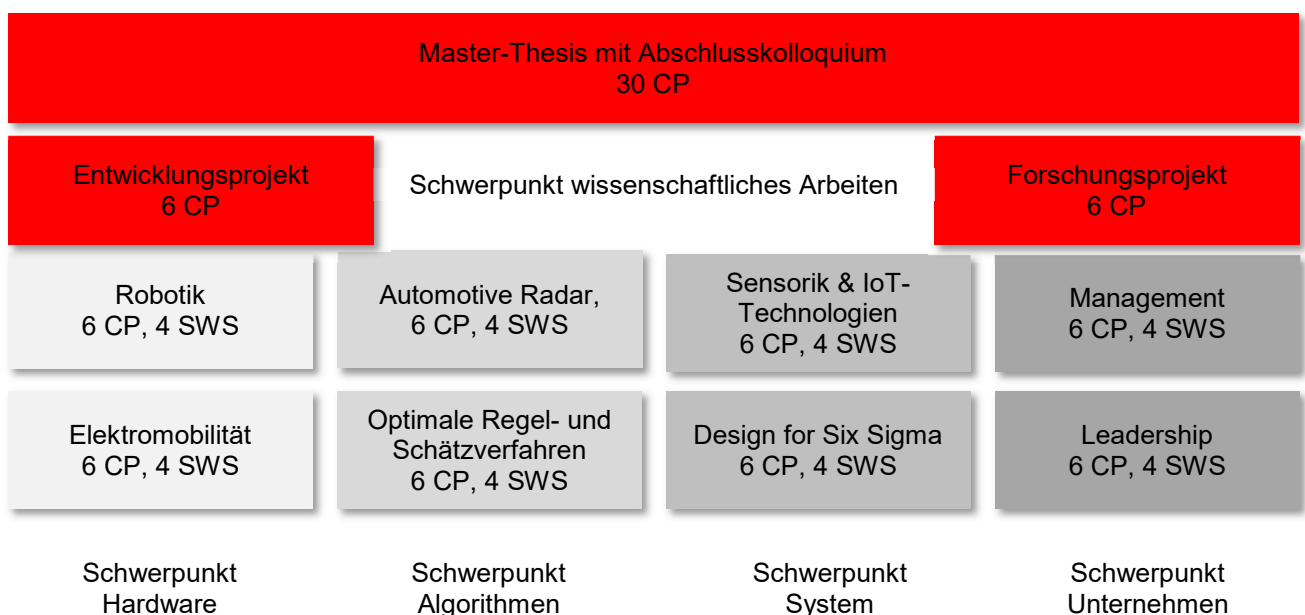 Master-Thesis mit Abschlusskolloquium
30 CP
Entwicklungsprojekt
6 CP
Schwerpunkt wissenschaftliches Arbeiten
Forschungsprojekt
6 CP
Robotik
6 CP, 4 SWS
Automotive Radar,
6 CP, 4 SWS
Sensorik & IoT-
Technologien
6 CP, 4 SWS
Management
6 CP, 4 SWS
Elektromobilität
6 CP, 4 SWS
Optimale Regel- und
Schätzverfahren
6 CP, 4 SWS
Design for Six Sigma
6 CP, 4 SWS
Leadership
6 CP, 4 SWS
Schwerpunkt
Hardware
Schwerpunkt
Algorithmen
Schwerpunkt
System
Schwerpunkt
Unternehmen